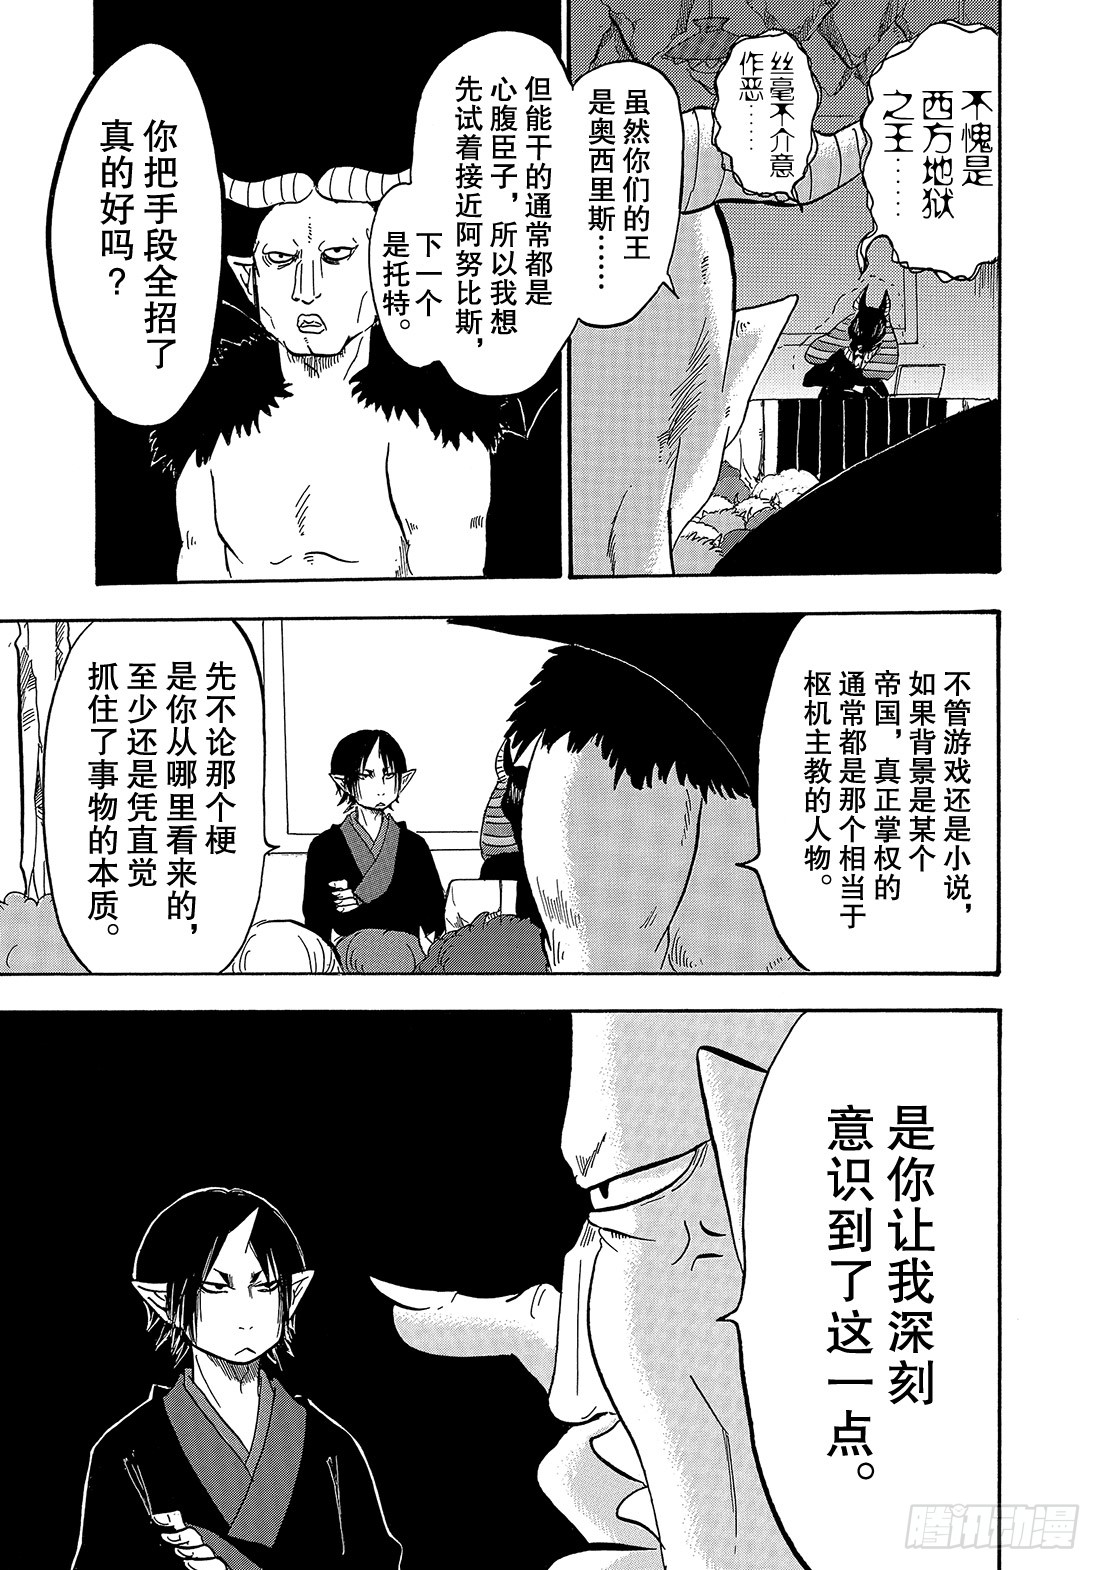 不愧是
西方地狱
之王……
丝毫不介意
作恶……
虽然你们的王
是奥西里斯……
但能干的通常都是
心腹臣子，所以我想
先试着接近阿努比斯，
下一个
是托特。
你把手段全招了
真的好吗？
不管游戏还是小说，
如果背景是某个
帝国，真正掌权的
通常都是那个相当于
枢机主教的人物。
先不论那个梗
是你从哪里看来的，
至少还是凭直觉
抓住了事物的本质。
是你让我深刻
意识到了这一点。
腾讯动漫